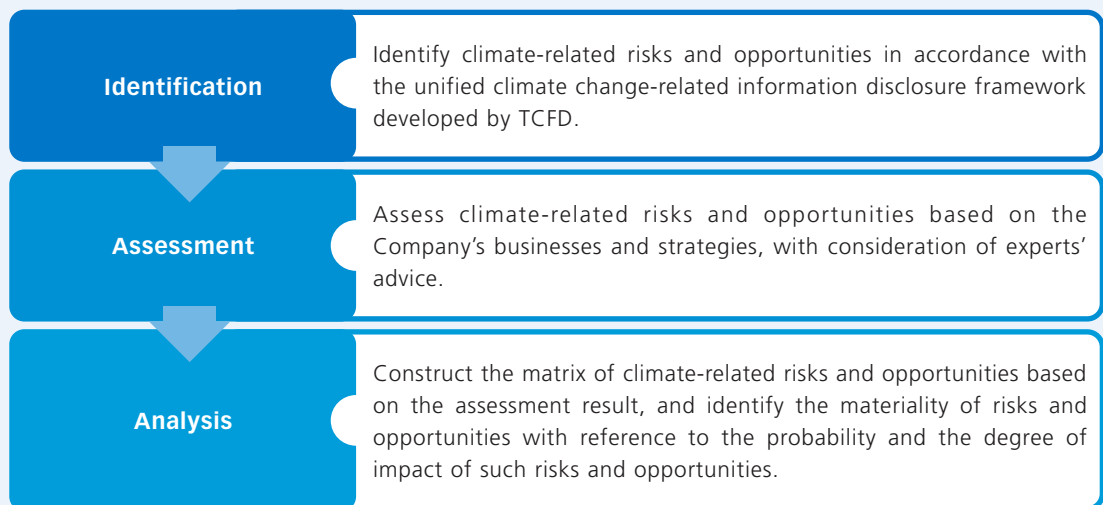 Identification
Identify climate-related risks and opportunities in accordance with
the unified climate change-related information disclosure framework
developed by TCFD.
Assessment
Assess climate-related risks and opportunities based on the
Company’s businesses and strategies, with consideration of experts’
advice.
Analysis
Construct the matrix of climate-related risks and opportunities based
on the assessment result, and identify the materiality of risks and
opportunities with reference to the probability and the degree of
impact of such risks and opportunities.